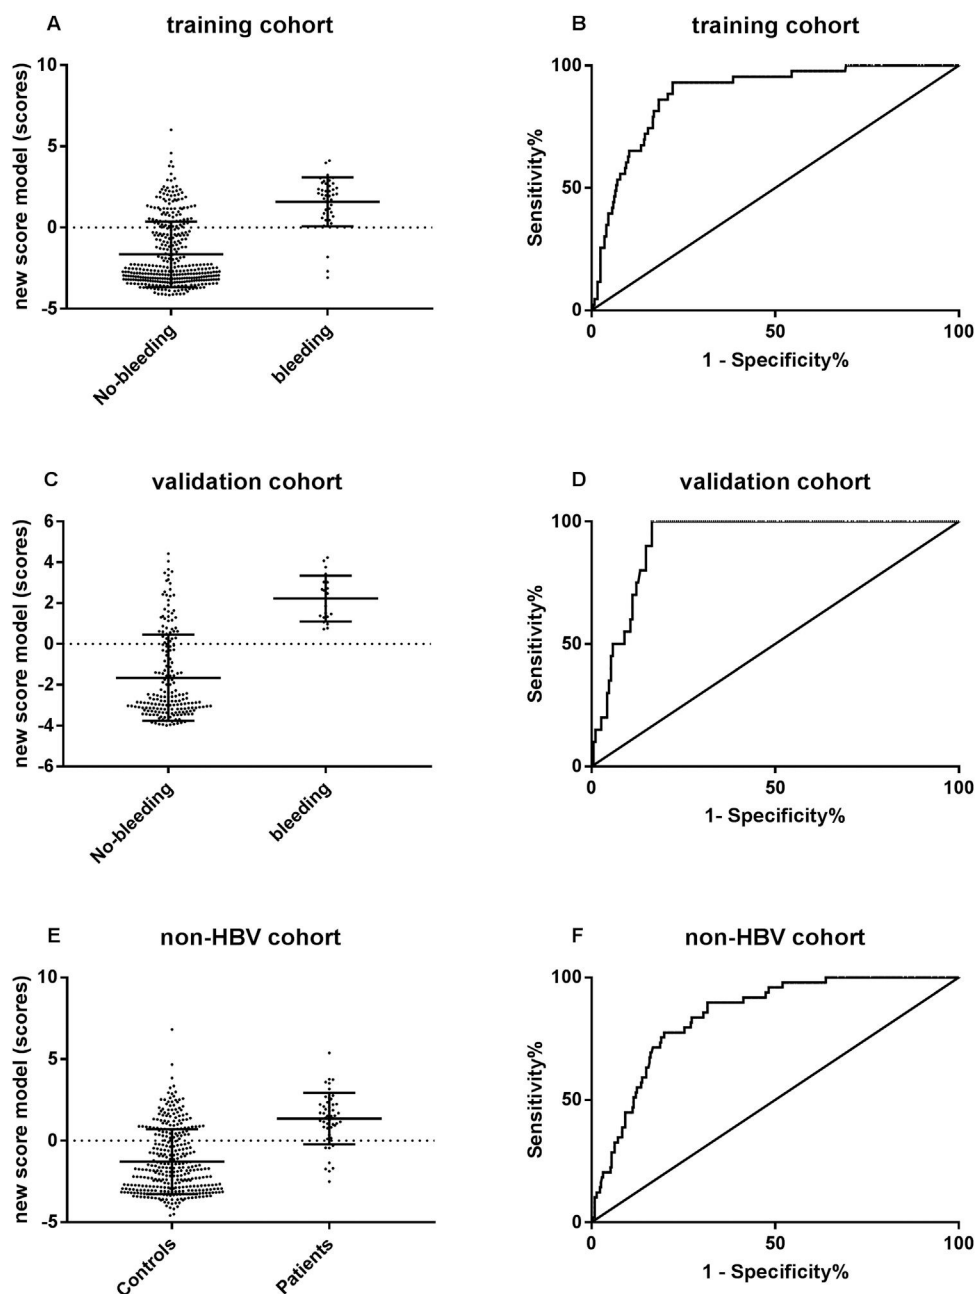 A training cohort
new score model (scores)
10
5
0
-5
No-bleeding
bleeding
B training cohort
Sensitivity%
100
50
0
0 50 100
1 - Specificity%
C validation cohort
new score model (scores)
6
4
2
0
-2
-4
-6
No-bleeding
bleeding
D validation cohort
Sensitivity%
100
50
0
0 50 100
1- Specificity%
E non-HBV cohort
new score model (scores)
10
5
0
-5
Controls
Patients
F non-HBV cohort
Sensitivity%
100
50
0
0 50 100
1 - Specificity%